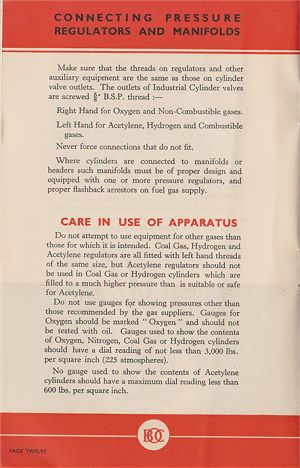 CONNECTING PRESSURE
REGULATORS AND MANIFOLDS
Make sure that the threads on regulators and other
auxiliary equipment are the same as those on cylinder
valve outlets. The outlets of Industrial Cylinder valves
are screwed ⅝″ B.S.P. thread :—
Right Hand for Oxygen and Non-Combustible gases.
Left Hand for Acetylene, Hydrogen and Combustible
gases.
Never force connections that do not fit.
Where cylinders are connected to manifolds or
headers such manifolds must be of proper design and
equipped with one or more pressure regulators, and
proper flashback arrestors on fuel gas supply.
CARE IN USE OF APPARATUS
Do not attempt to use equipment for other gases than
those for which it is intended. Coal Gas, Hydrogen and
Acetylene regulators are all fitted with left hand threads
of the same size, but Acetylene regulators should not
be used in Coal Gas or Hydrogen cylinders which are
filled to a much higher pressure than is suitable or safe
for Acetylene.
Do not use gauges for showing pressures other than
those recommended by the gas suppliers. Gauges for
Oxygen should be marked " Oxygen " and should not
be tested with oil. Gauges used to show the contents
of Oxygen, Nitrogen, Coal Gas or Hydrogen cylinders
should have a dial reading of not less than 3,000 lbs.
per square inch (225 atmospheres).
No gauge used to show the contents of Acetylene
cylinders should have a maximum dial reading less than
600 lbs. per square inch.
BOC
PAGE TWELVE